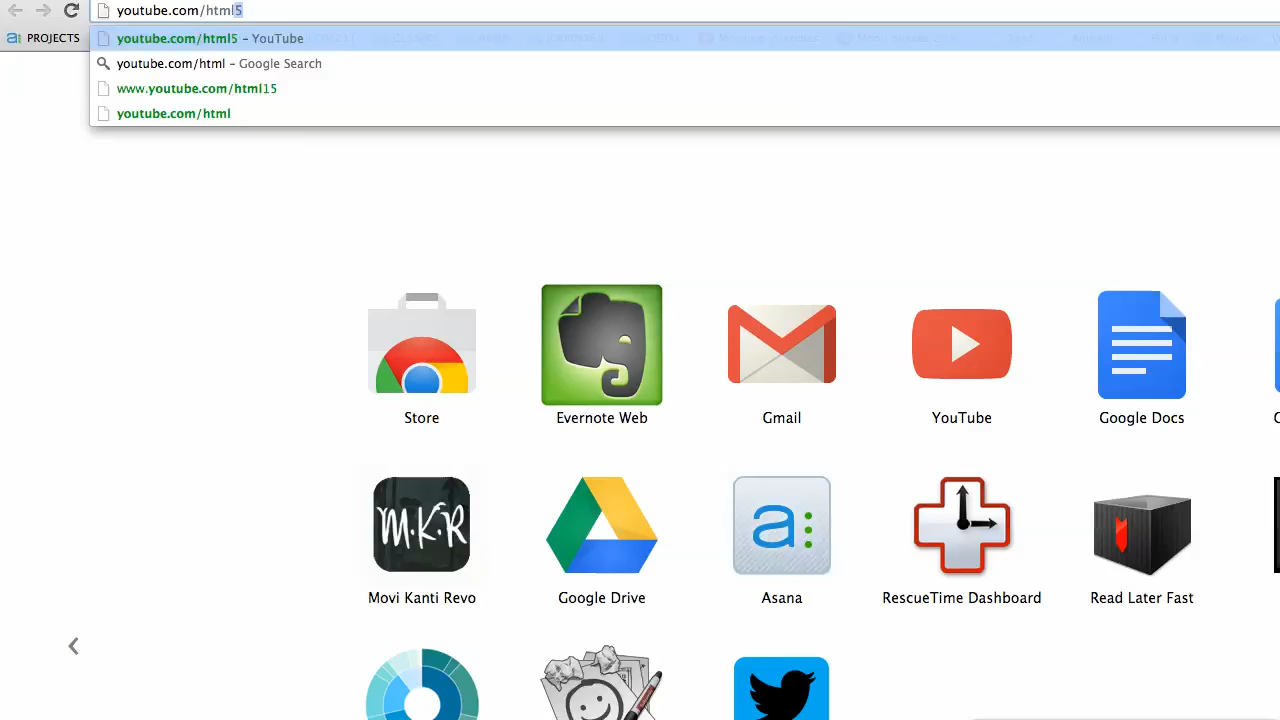 youtube.com/html5
PROJECTS
youtube.com/html5 – YouTube
youtube.com/html – Google Search
www.youtube.com/html15
youtube.com/html
Store
Evernote Web
Gmail
YouTube
Google Docs
M·K·R
a:
Movi Kanti Revo
Google Drive
Asana
RescueTime Dashboard
Read Later Fast